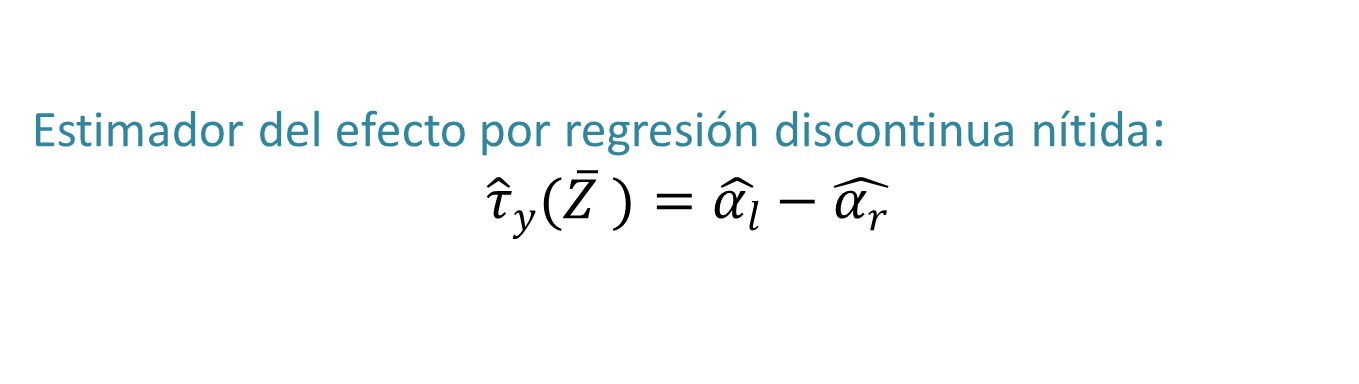 Estimador del efecto por regresión discontinua nítida:
τ̂_y(Z̄ ) = α̂_l − α̂_r